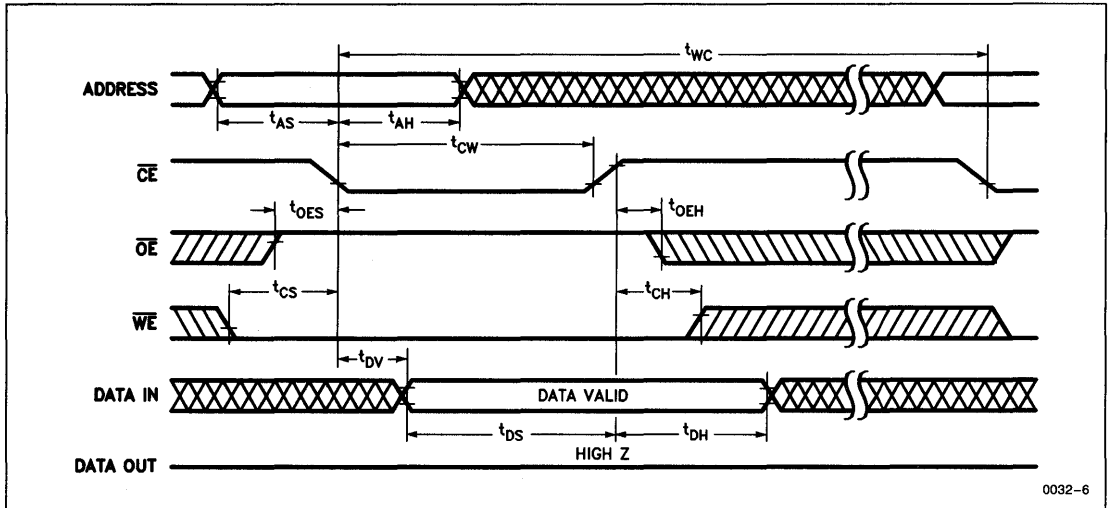 tWC
ADDRESS
tAS
tAH
tCW
CE
tOES
tOEH
OE
tCS
tCH
WE
tDV
DATA IN
DATA VALID
tDS
tDH
HIGH Z
DATA OUT
0032-6